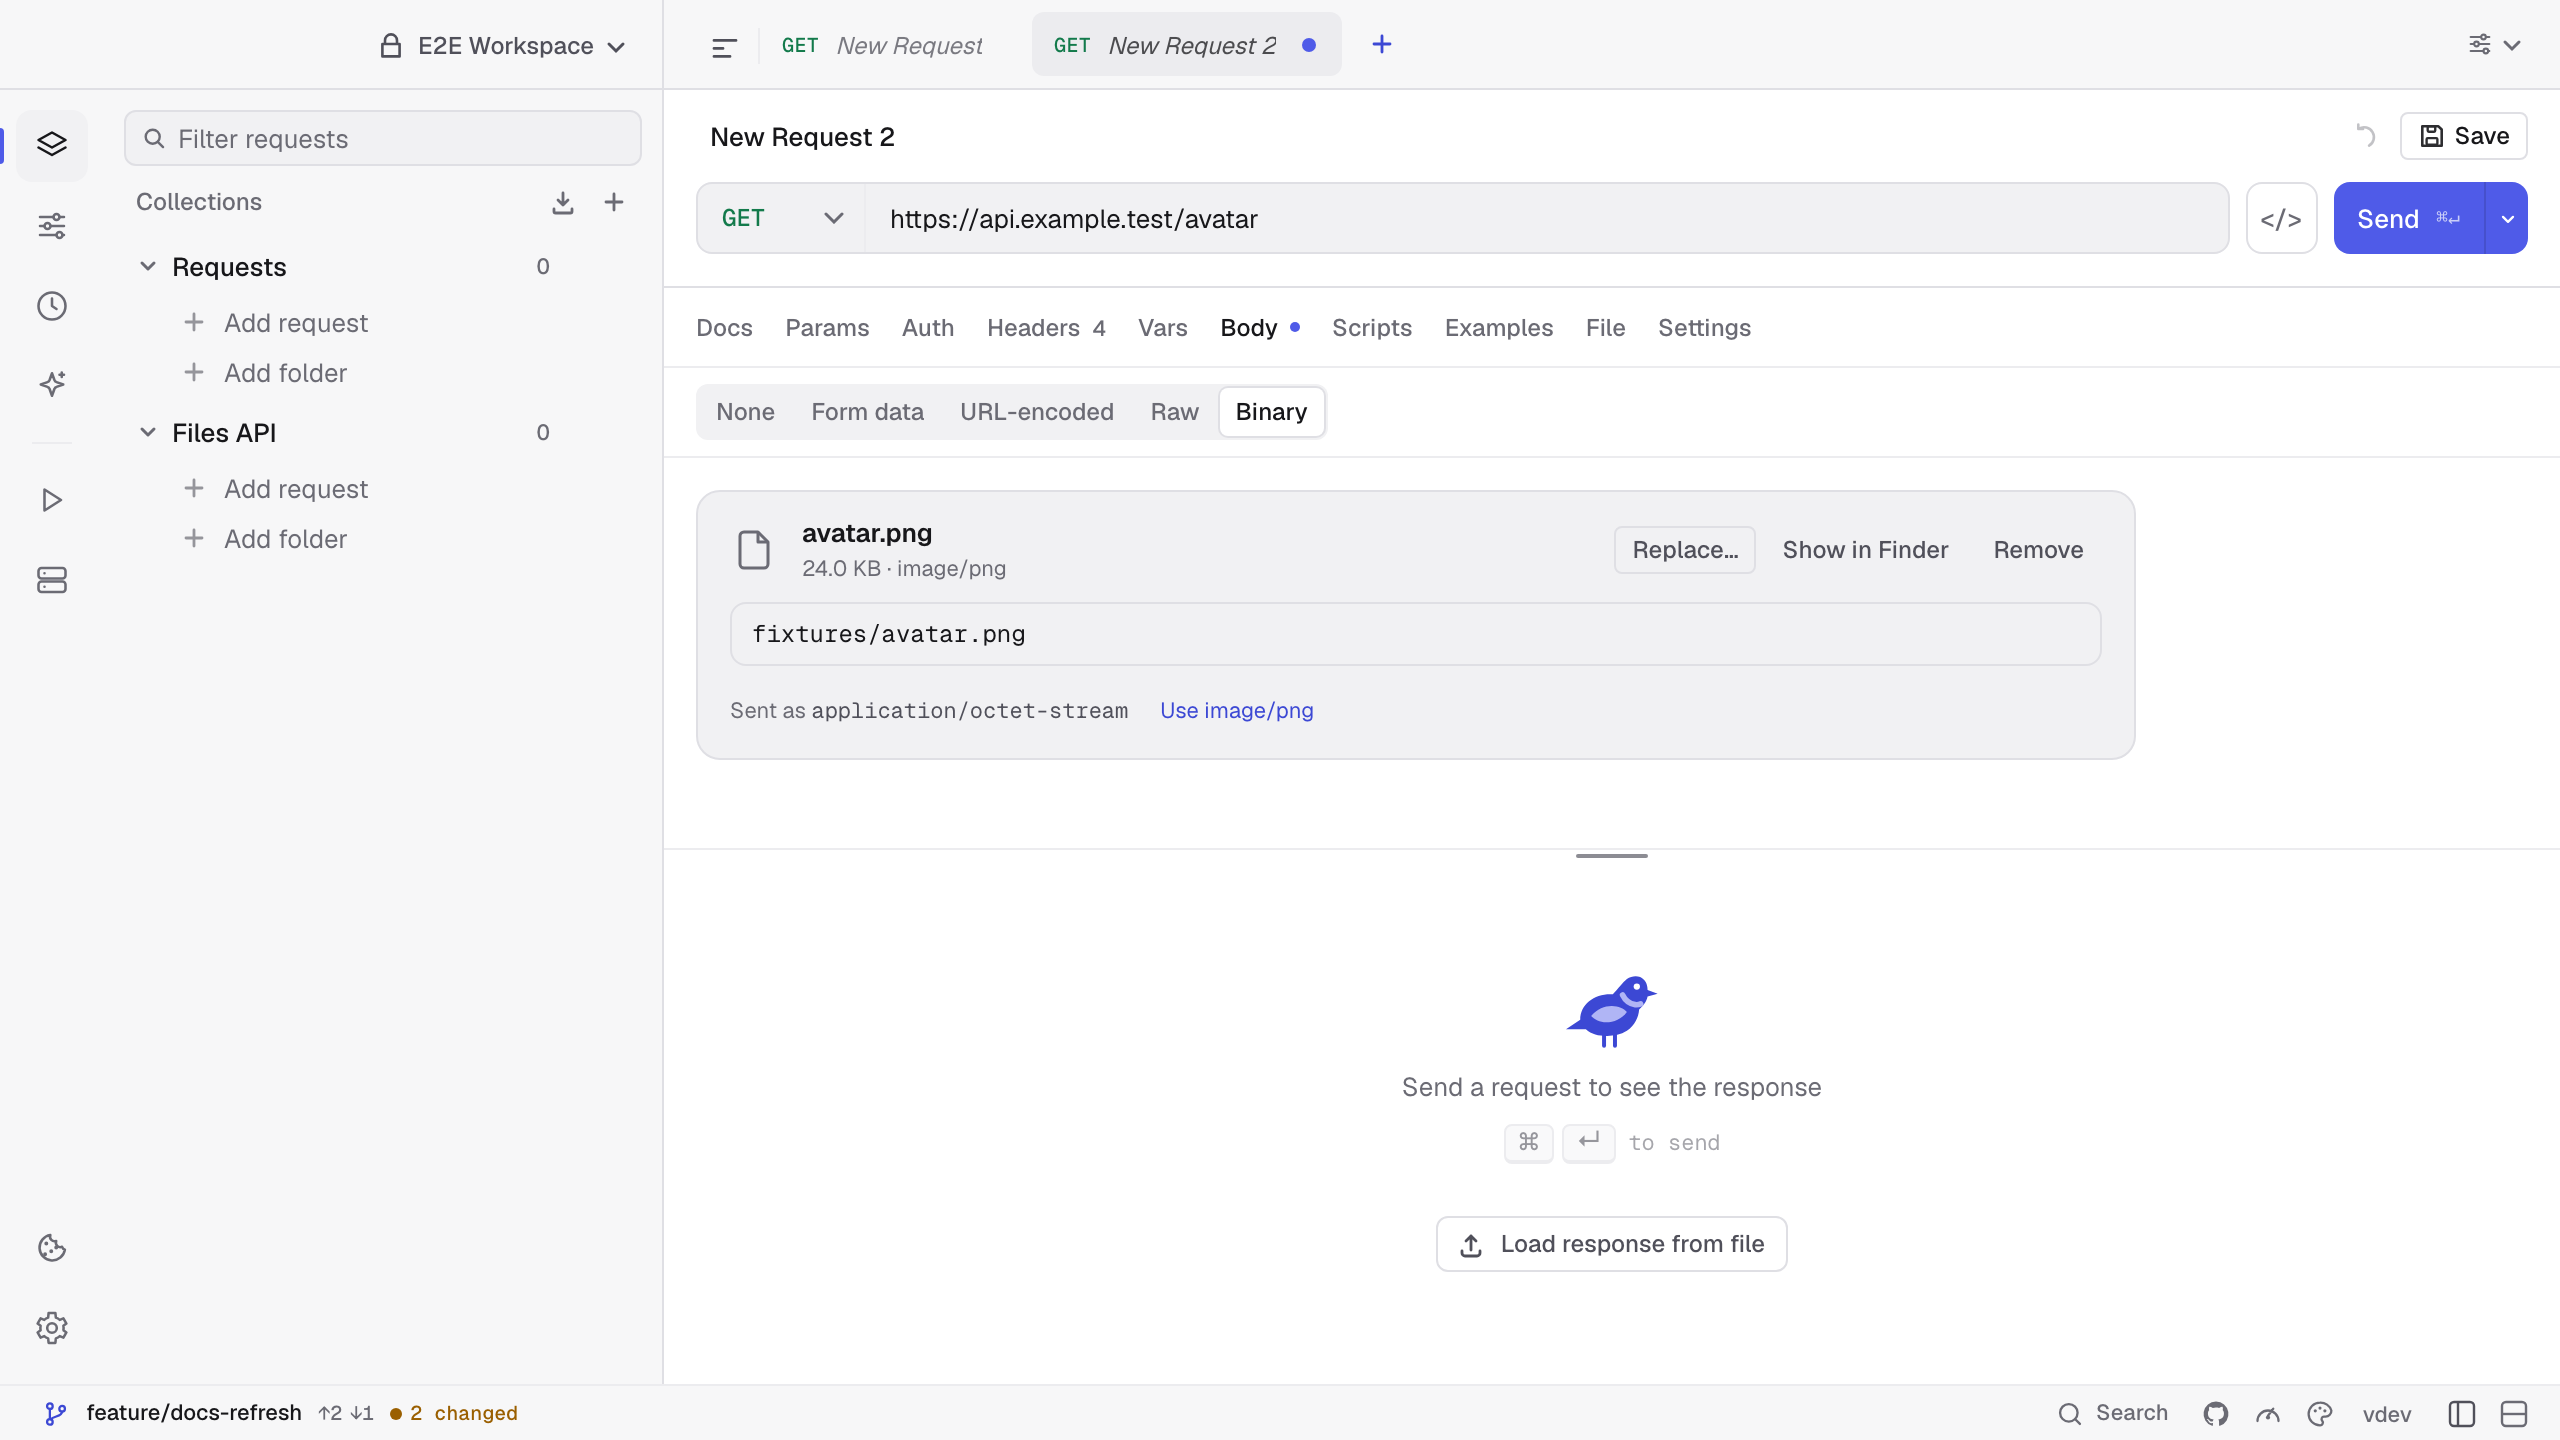 E2E Workspace
GET New Request
GET New Request 2
New Request 2
Save
Filter requests
Collections
Requests 0
Add request
Add folder
Files API 0
Add request
Add folder
GET https://api.example.test/avatar
</>
Send ⌘↵
Docs Params Auth Headers 4 Vars Body Scripts Examples File Settings
None Form data URL-encoded Raw Binary
avatar.png
24.0 KB · image/png
Replace… Show in Finder Remove
fixtures/avatar.png
Sent as application/octet-stream Use image/png
Send a request to see the response
⌘ ↵ to send
Load response from file
feature/docs-refresh ↑2 ↓1 2 changed
Search vdev